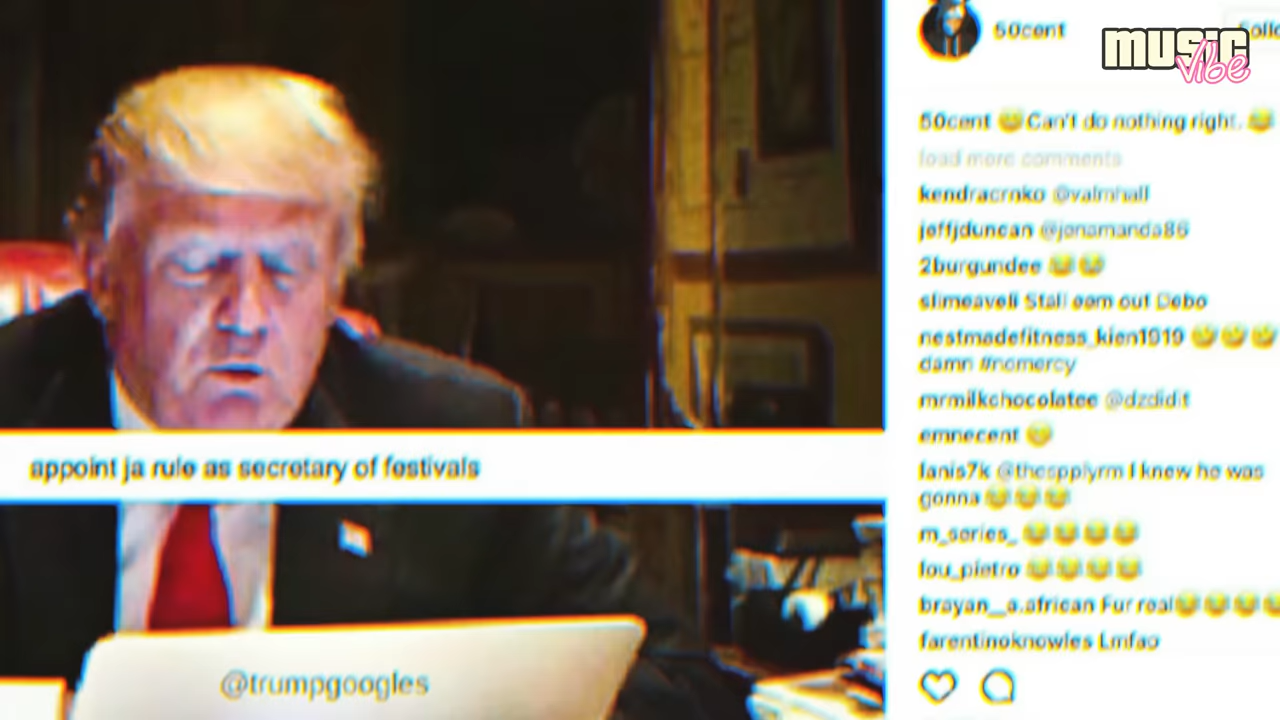 appoint ja rule as secretary of festivals
@trumpgoogles
MUSIC
Vibe
50cent
50cent 😂Can't do nothing right. 😂
load more comments
kendracrnko @valmhall
jeffjduncan @jonamanda86
2burgundee 😂😂
slimeaveli Stall eem out Debo
nestmadefitness_kien1919 🤣🤣🤣
damn #nomercy
mrmilkchocolatee @dzdidit
emnecent 😂
lanis7k @thespplyrm I knew he was
gonna 😂😂😂
m_series_ 😂😂😂😂
lou_pietro 😂😂😂😂
brayan__a.african Fur real😂😂😂😂
farentinoknowles Lmfao